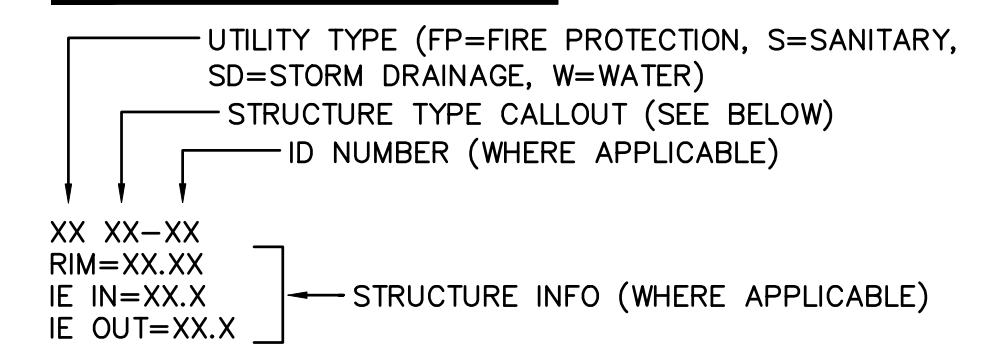 UTILITY TYPE (FP=FIRE PROTECTION, S=SANITARY,
SD=STORM DRAINAGE, W=WATER)
STRUCTURE TYPE CALLOUT (SEE BELOW)
ID NUMBER (WHERE APPLICABLE)
XX XX-XX
RIM=XX.XX
IE IN=XX.X
IE OUT=XX.X
STRUCTURE INFO (WHERE APPLICABLE)